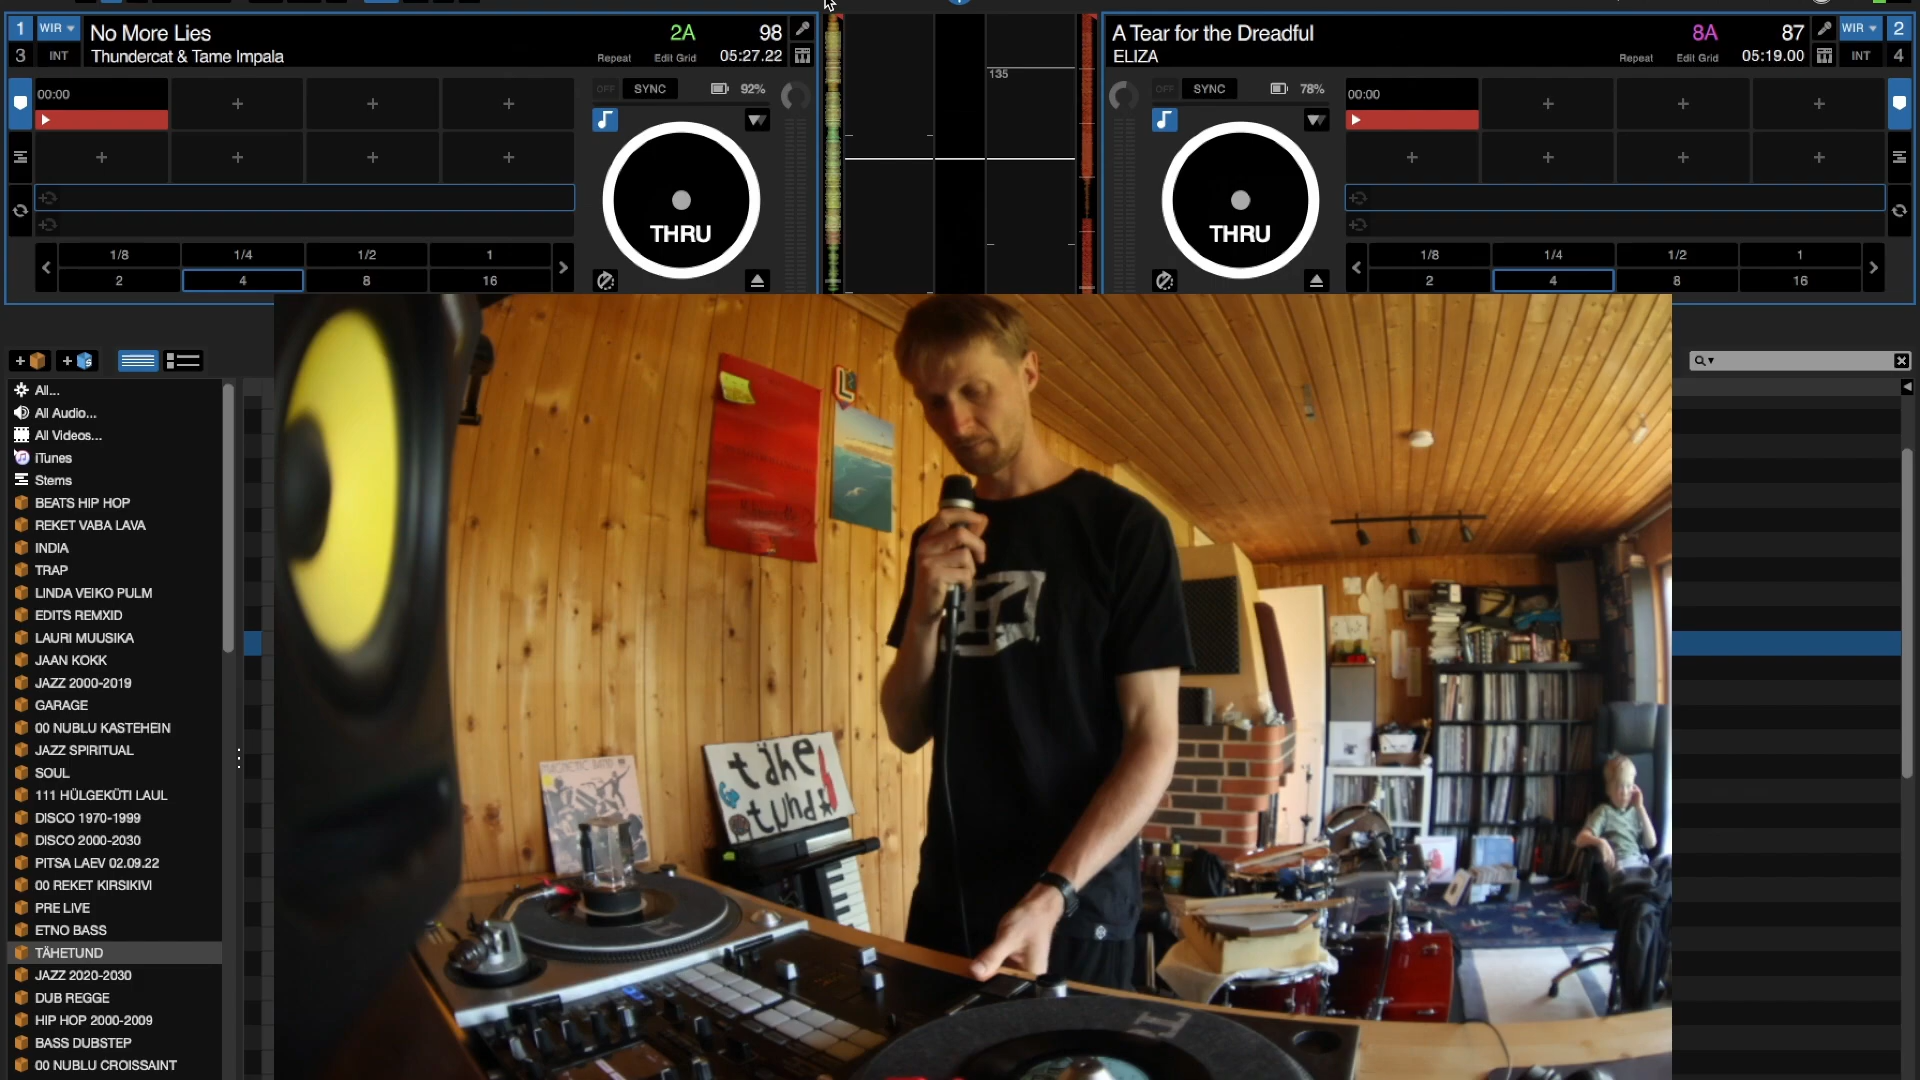 1 WIR No More Lies 2A 98
3 INT Thundercat & Tame Impala Repeat Edit Grid 05:27.22
A Tear for the Dreadful 8A 87 WIR 2
ELIZA Repeat Edit Grid 05:19.00 INT 4
135
00:00
OFF SYNC 92%
OFF SYNC 78%
00:00
THRU
THRU
1/8 1/4 1/2 1
2 4 8 16
1/8 1/4 1/2 1
2 4 8 16
All...
All Audio...
All Videos...
iTunes
Stems
BEATS HIP HOP
REKET VABA LAVA
INDIA
TRAP
LINDA VEIKO PULM
EDITS REMXID
LAURI MUUSIKA
JAAN KOKK
JAZZ 2000-2019
GARAGE
00 NUBLU KASTEHEIN
JAZZ SPIRITUAL
SOUL
111 HÜLGEKÜTI LAUL
DISCO 1970-1999
DISCO 2000-2030
PITSA LAEV 02.09.22
00 REKET KIRSIKIVI
PRE LIVE
ETNO BASS
TÄHETUND
JAZZ 2020-2030
DUB REGGE
HIP HOP 2000-2009
BASS DUBSTEP
00 NUBLU CROISSAINT
tähe
tund